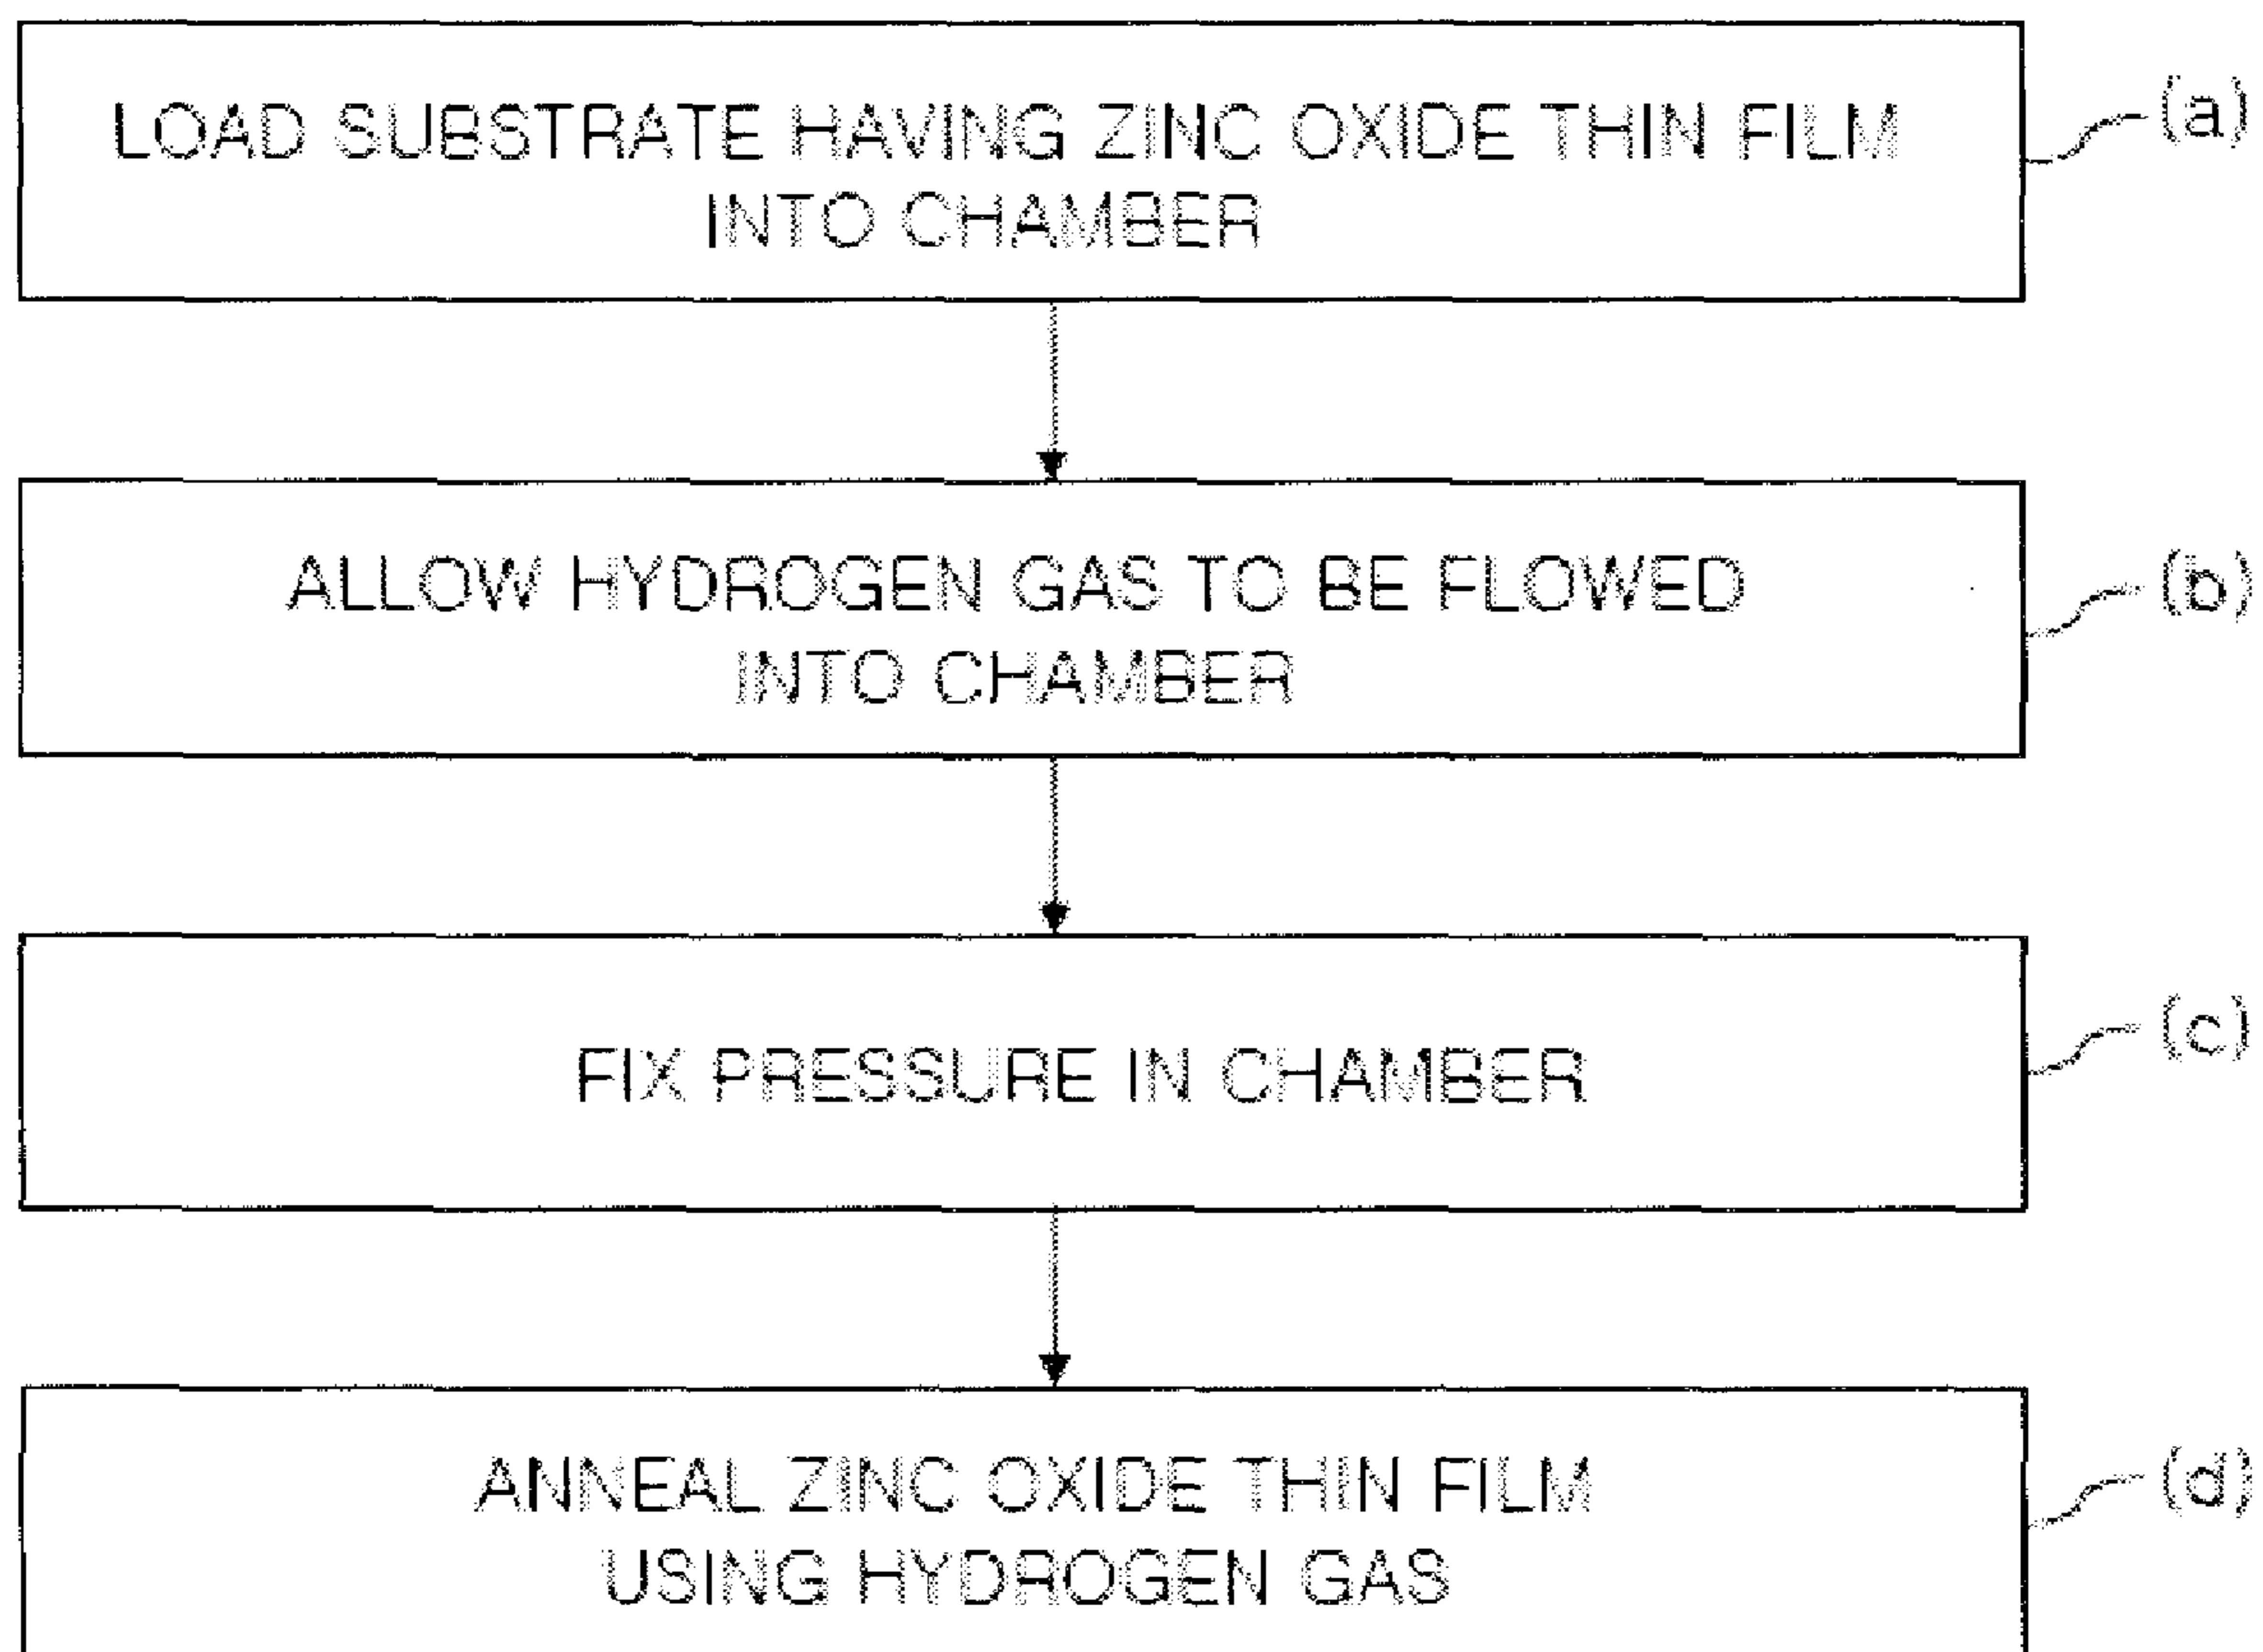 LOAD SUBSTRATE HAVING ZINC OXIDE THIN FILM
INTO CHAMBER
(a)
ALLOW HYDROGEN GAS TO BE FLOWED
INTO CHAMBER
(b)
FIX PRESSURE IN CHAMBER
(c)
ANNEAL ZINC OXIDE THIN FILM
USING HYDROGEN GAS
(d)